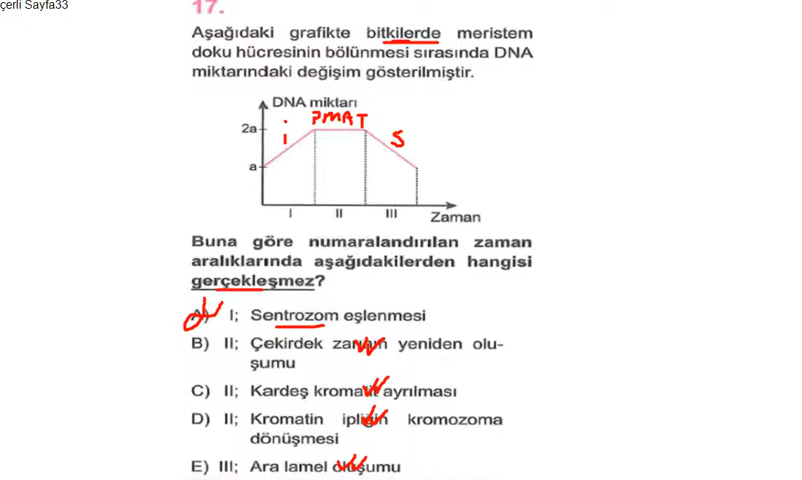 çerli Sayfa33
17.
Aşağıdaki grafikte bitkilerde meristem
doku hücresinin bölünmesi sırasında DNA
miktarındaki değişim gösterilmiştir.
DNA miktarı
i PMAT S
2a
a
I II III Zaman
Buna göre numaralandırılan zaman
aralıklarında aşağıdakilerden hangisi
gerçekleşmez?
A) I; Sentrozom eşlenmesi
B) II; Çekirdek zarının yeniden olu-
şumu
C) II; Kardeş kromatit ayrılması
D) II; Kromatin ipliğin kromozoma
dönüşmesi
E) III; Ara lamel oluşumu